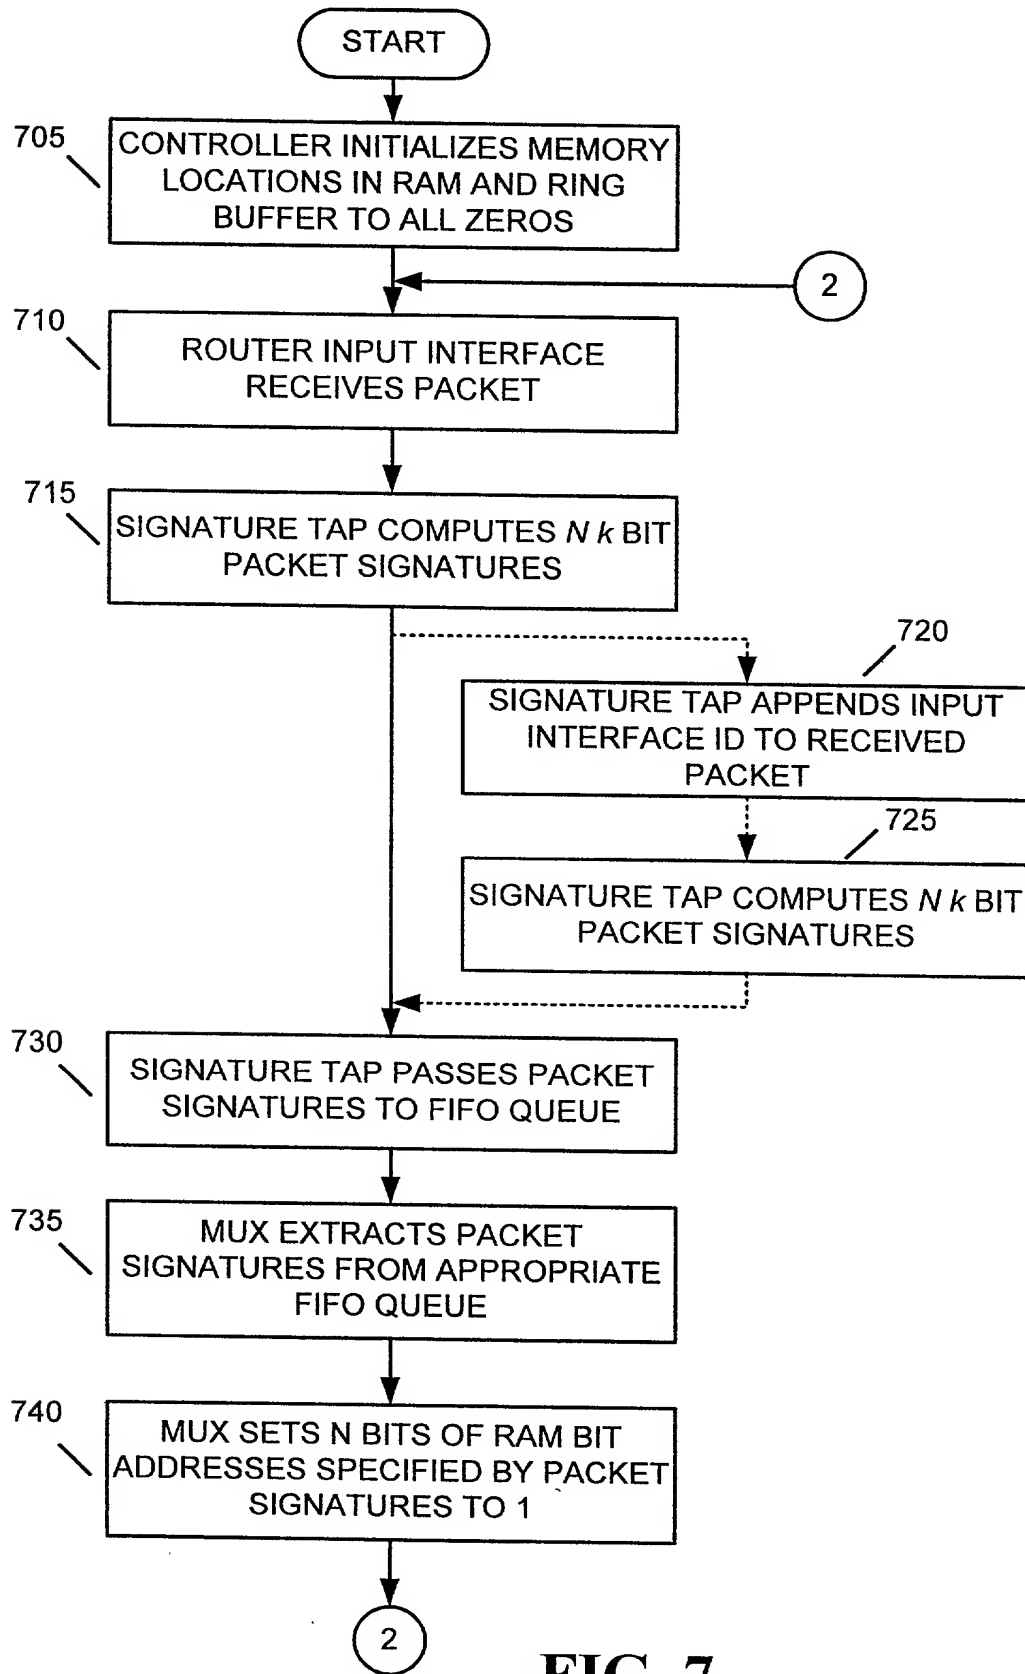 START
705
CONTROLLER INITIALIZES MEMORY
LOCATIONS IN RAM AND RING
BUFFER TO ALL ZEROS
2
710
ROUTER INPUT INTERFACE
RECEIVES PACKET
715
SIGNATURE TAP COMPUTES N k BIT
PACKET SIGNATURES
720
SIGNATURE TAP APPENDS INPUT
INTERFACE ID TO RECEIVED
PACKET
725
SIGNATURE TAP COMPUTES N k BIT
PACKET SIGNATURES
730
SIGNATURE TAP PASSES PACKET
SIGNATURES TO FIFO QUEUE
735
MUX EXTRACTS PACKET
SIGNATURES FROM APPROPRIATE
FIFO QUEUE
740
MUX SETS N BITS OF RAM BIT
ADDRESSES SPECIFIED BY PACKET
SIGNATURES TO 1
2
FIG. 7